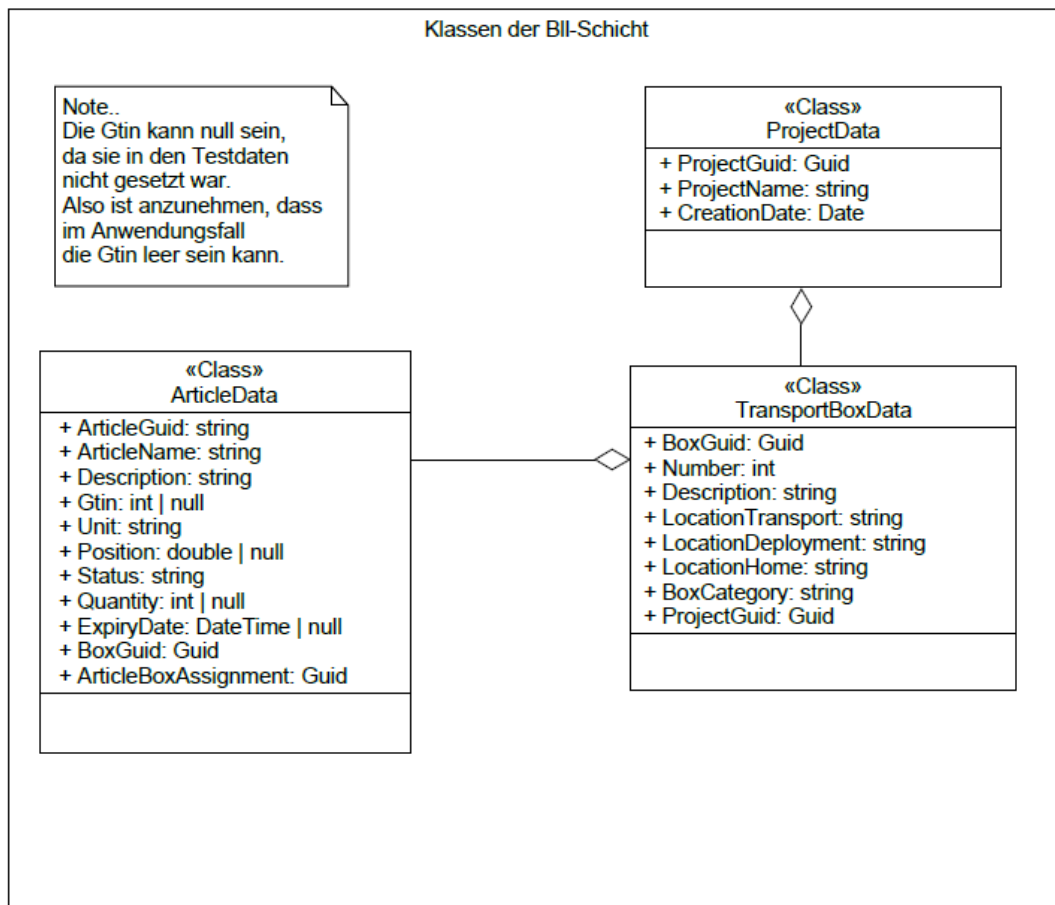 Klassen der Bll-Schicht
Note..
Die Gtin kann null sein,
da sie in den Testdaten
nicht gesetzt war.
Also ist anzunehmen, dass
im Anwendungsfall
die Gtin leer sein kann.
«Class»
ProjectData
+ ProjectGuid: Guid
+ ProjectName: string
+ CreationDate: Date
«Class»
ArticleData
+ ArticleGuid: string
+ ArticleName: string
+ Description: string
+ Gtin: int | null
+ Unit: string
+ Position: double | null
+ Status: string
+ Quantity: int | null
+ ExpiryDate: DateTime | null
+ BoxGuid: Guid
+ ArticleBoxAssignment: Guid
«Class»
TransportBoxData
+ BoxGuid: Guid
+ Number: int
+ Description: string
+ LocationTransport: string
+ LocationDeployment: string
+ LocationHome: string
+ BoxCategory: string
+ ProjectGuid: Guid